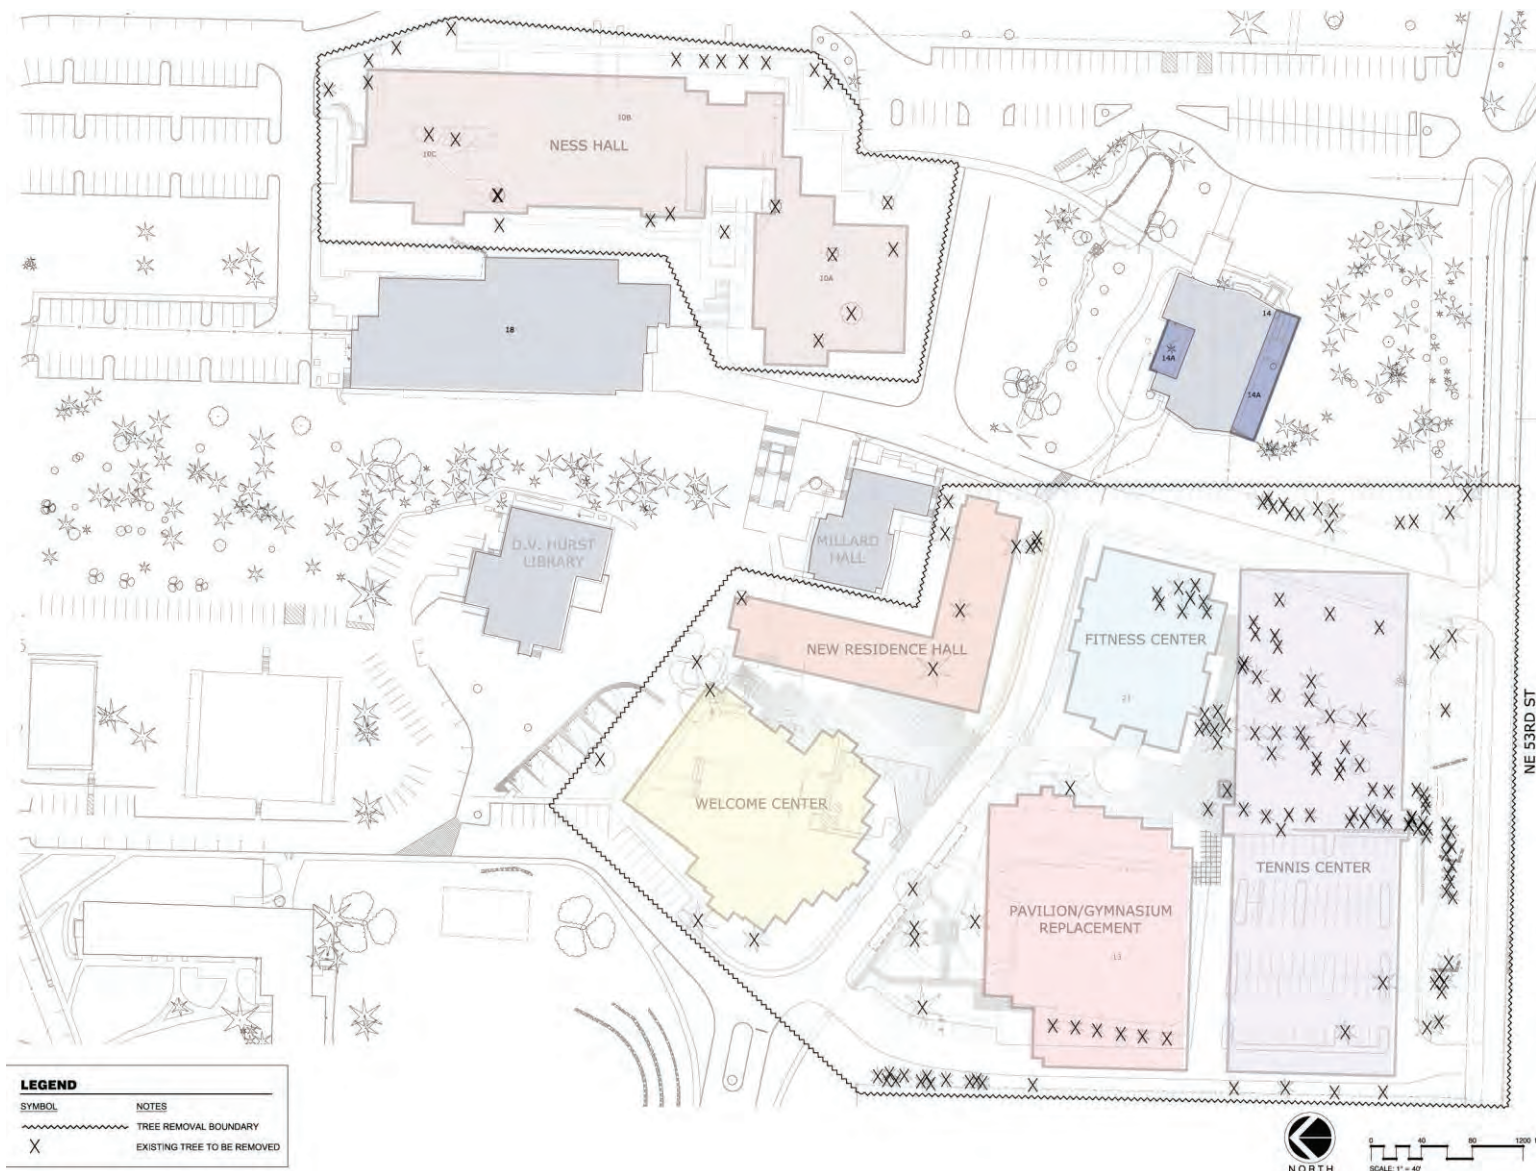 10B
NESS HALL
10C
10A
14
14A
14A
18
D.V. HURST
LIBRARY
MILLARD
HALL
NEW RESIDENCE HALL
FITNESS CENTER
21
NE 53RD ST
WELCOME CENTER
TENNIS CENTER
PAVILION/GYMNASIUM
REPLACEMENT
13
LEGEND
SYMBOL NOTES
TREE REMOVAL BOUNDARY
X EXISTING TREE TO BE REMOVED
NORTH
0 40 80 1200
SCALE: 1" = 40'